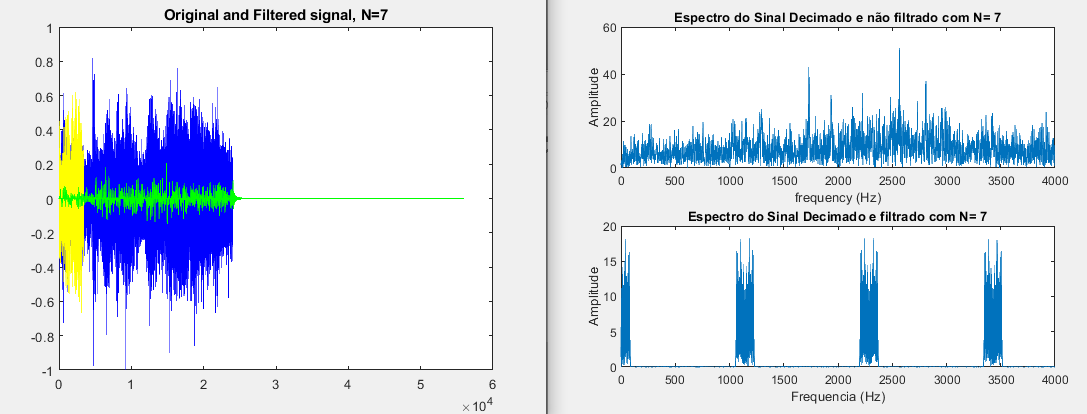 Original and Filtered signal, N=7
1
0.8
0.6
0.4
0.2
0
-0.2
-0.4
-0.6
-0.8
-1
0 1 2 3 4 5 6
×10^4
Espectro do Sinal Decimado e não filtrado com N= 7
Amplitude
60
40
20
0
0 500 1000 1500 2000 2500 3000 3500 4000
frequency (Hz)
Espectro do Sinal Decimado e filtrado com N= 7
Amplitude
20
15
10
5
0
0 500 1000 1500 2000 2500 3000 3500 4000
Frequencia (Hz)